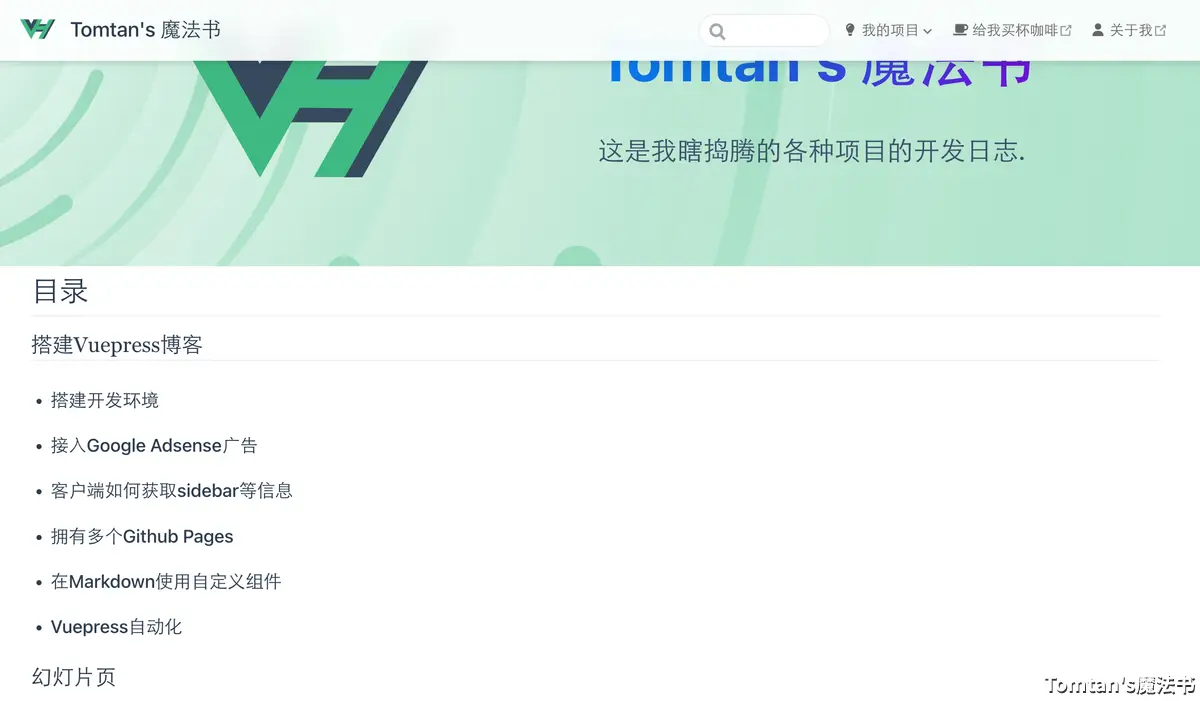 Tomtan's 魔法书
我的项目
给我买杯咖啡
关于我
Tomtan's 魔法书
这是我瞎捣腾的各种项目的开发日志.
目录
搭建Vuepress博客
搭建开发环境
接入Google Adsense广告
客户端如何获取sidebar等信息
拥有多个Github Pages
在Markdown使用自定义组件
Vuepress自动化
幻灯片页
Tomtan's魔法书